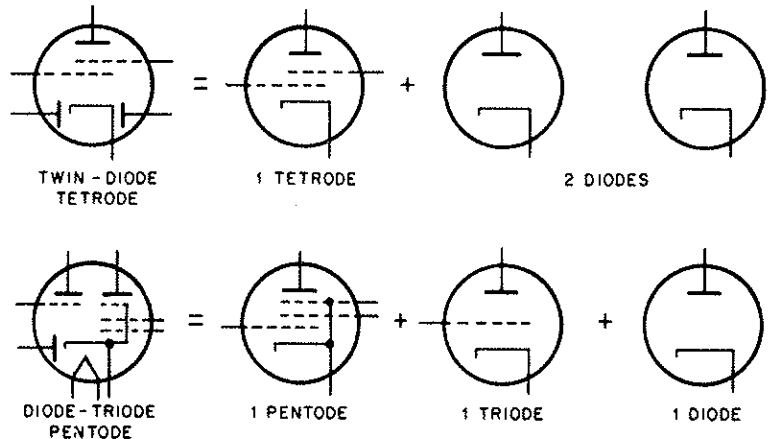 = + 
TWIN-DIODE
TETRODE
1 TETRODE
2 DIODES
= + +
DIODE-TRIODE
PENTODE
1 PENTODE
1 TRIODE
1 DIODE